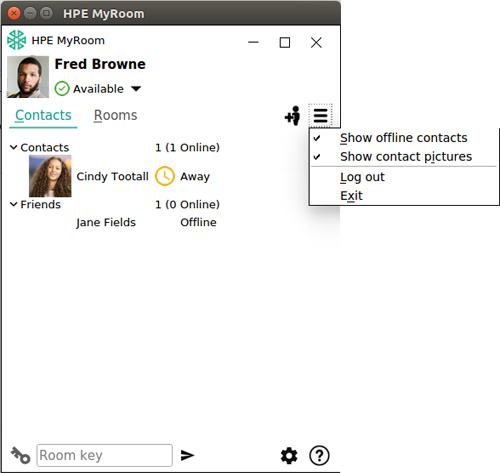 HPE MyRoom
HPE MyRoom
Fred Browne
Available
Contacts Rooms
Show offline contacts
Show contact pictures
Log out
Exit
Contacts 1 (1 Online)
Cindy Tootall Away
Friends 1 (0 Online)
Jane Fields Offline
Room key